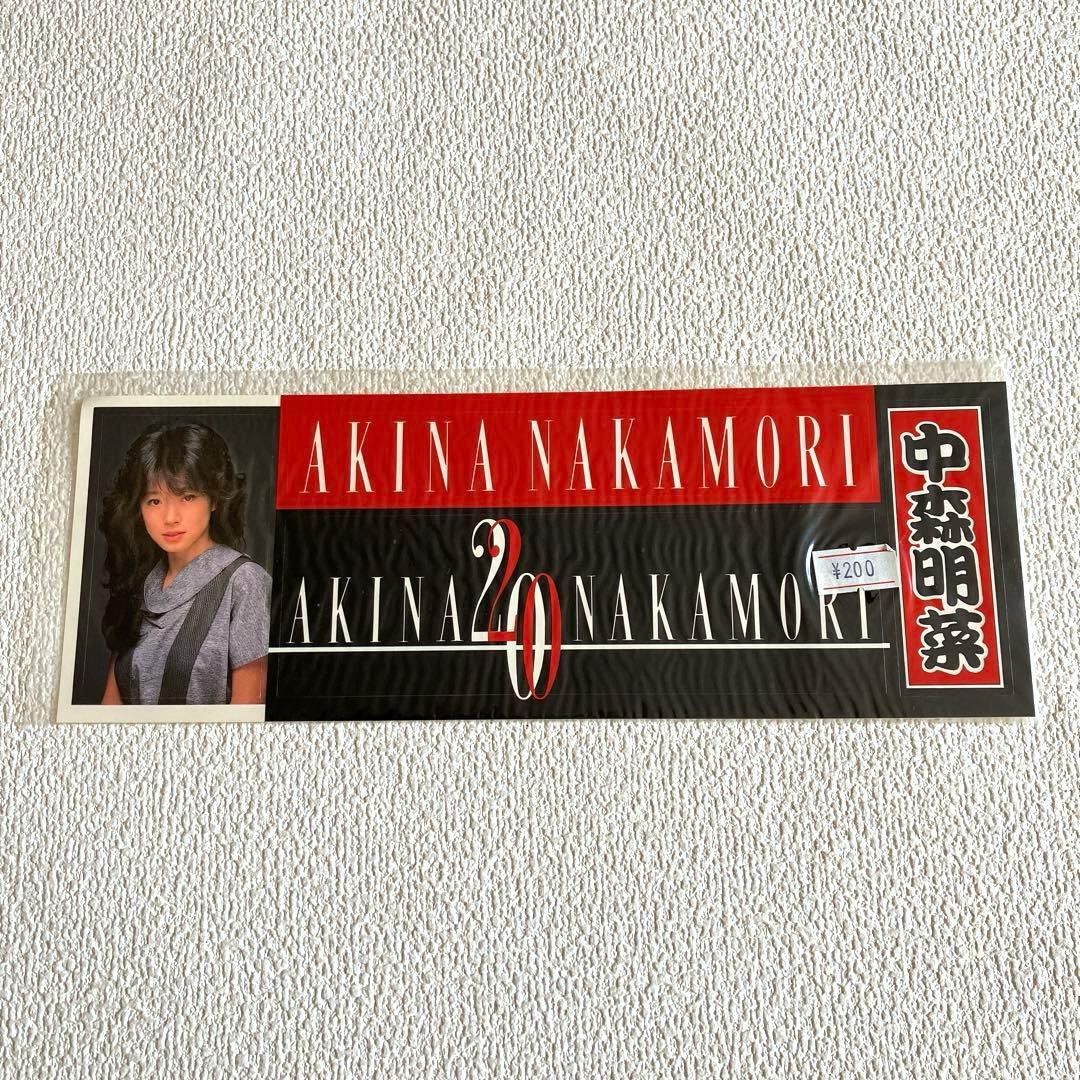 AKINA NAKAMORI
AKINA 20 NAKAMORI
¥200
中森明菜